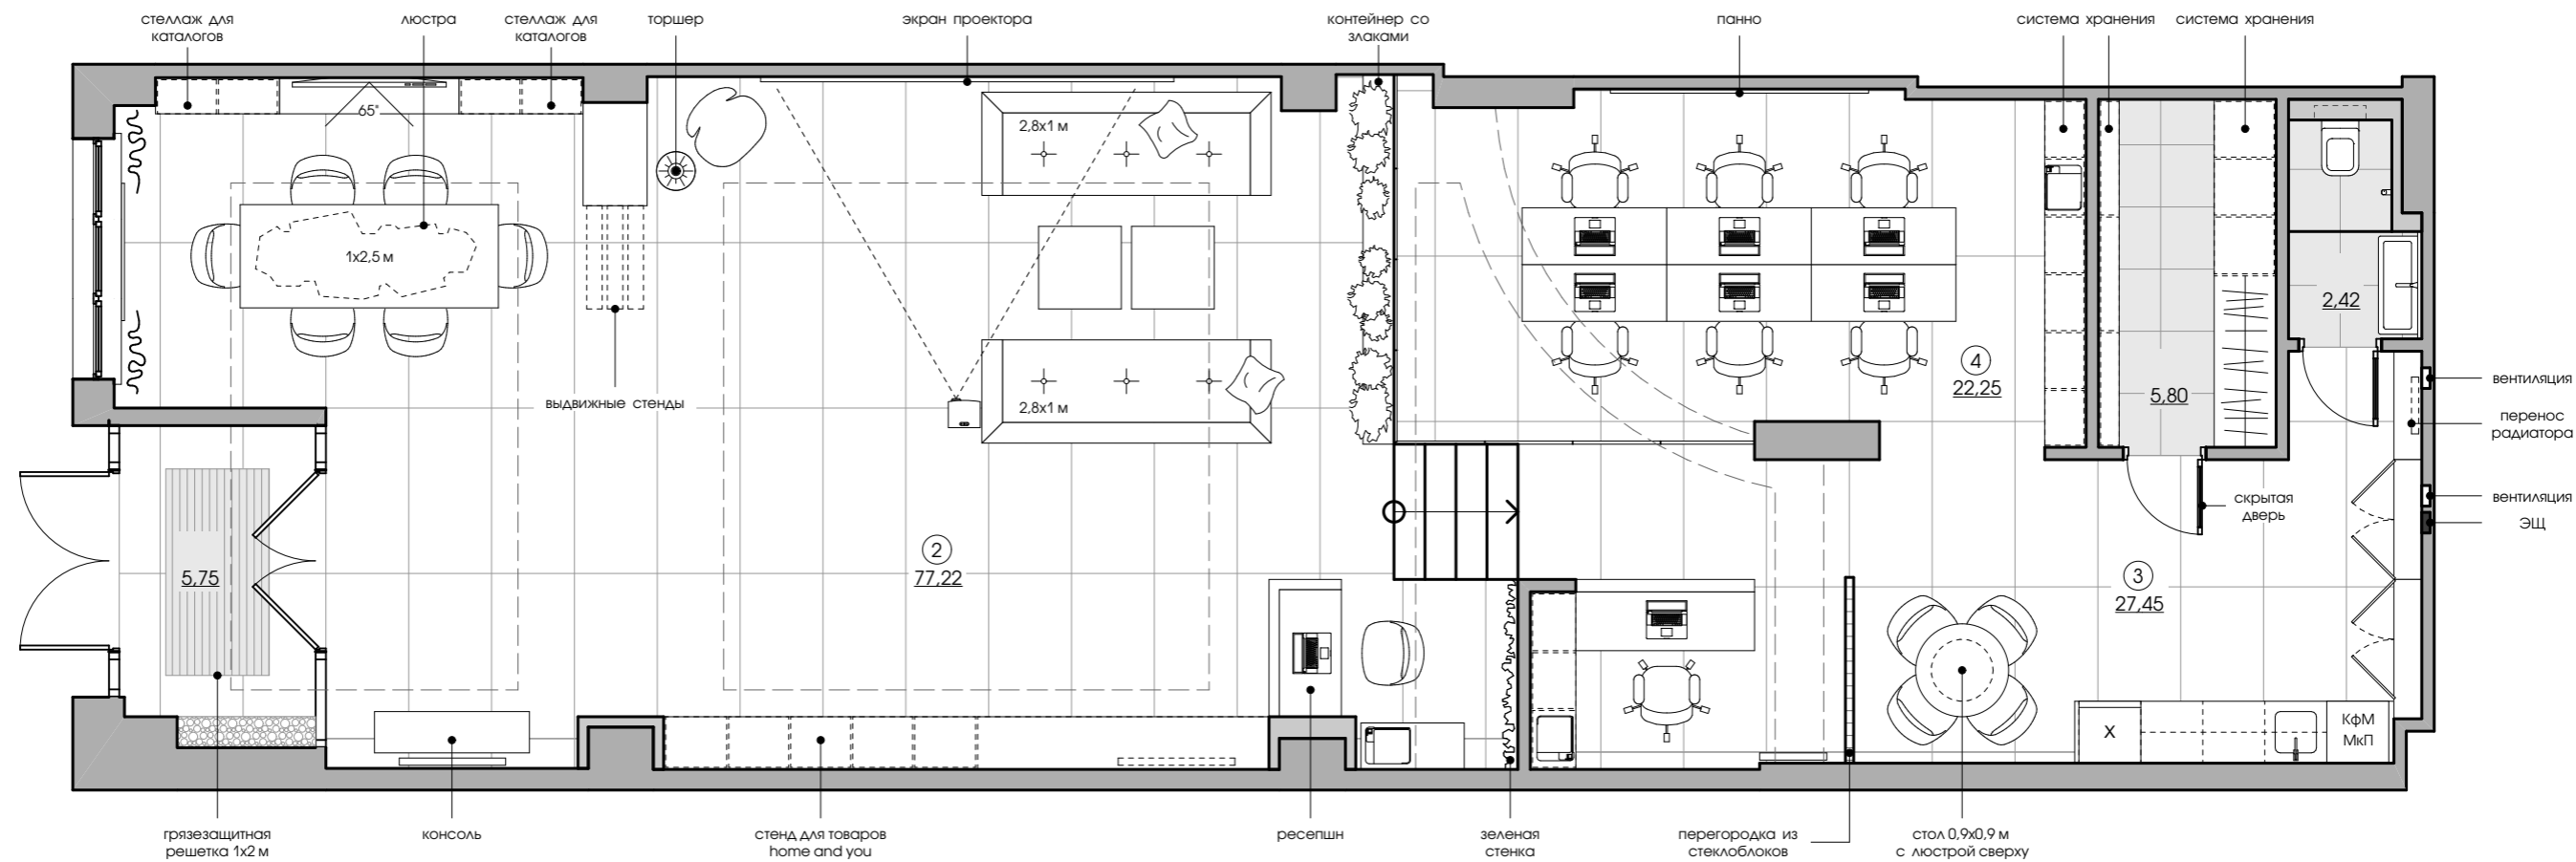 стеллаж для
каталогов
люстра
стеллаж для
каталогов
торшер
экран проектора
контейнер со
злаками
панно
система хранения
система хранения
65"
2,8х1 м
1х2,5 м
2,42
4
22,25
5,80
вентиляция
выдвижные стенды
2,8х1 м
перенос
радиатора
вентиляция
скрытая
дверь
ЭЩ
2
77,22
5,75
3
27,45
КфМ
МкП
Х
грязезащитная
решетка 1х2 м
консоль
стенд для товаров
home and you
ресепшн
зеленая
стенка
перегородка из
стеклоблоков
стол 0,9х0,9 м
с люстрой сверху